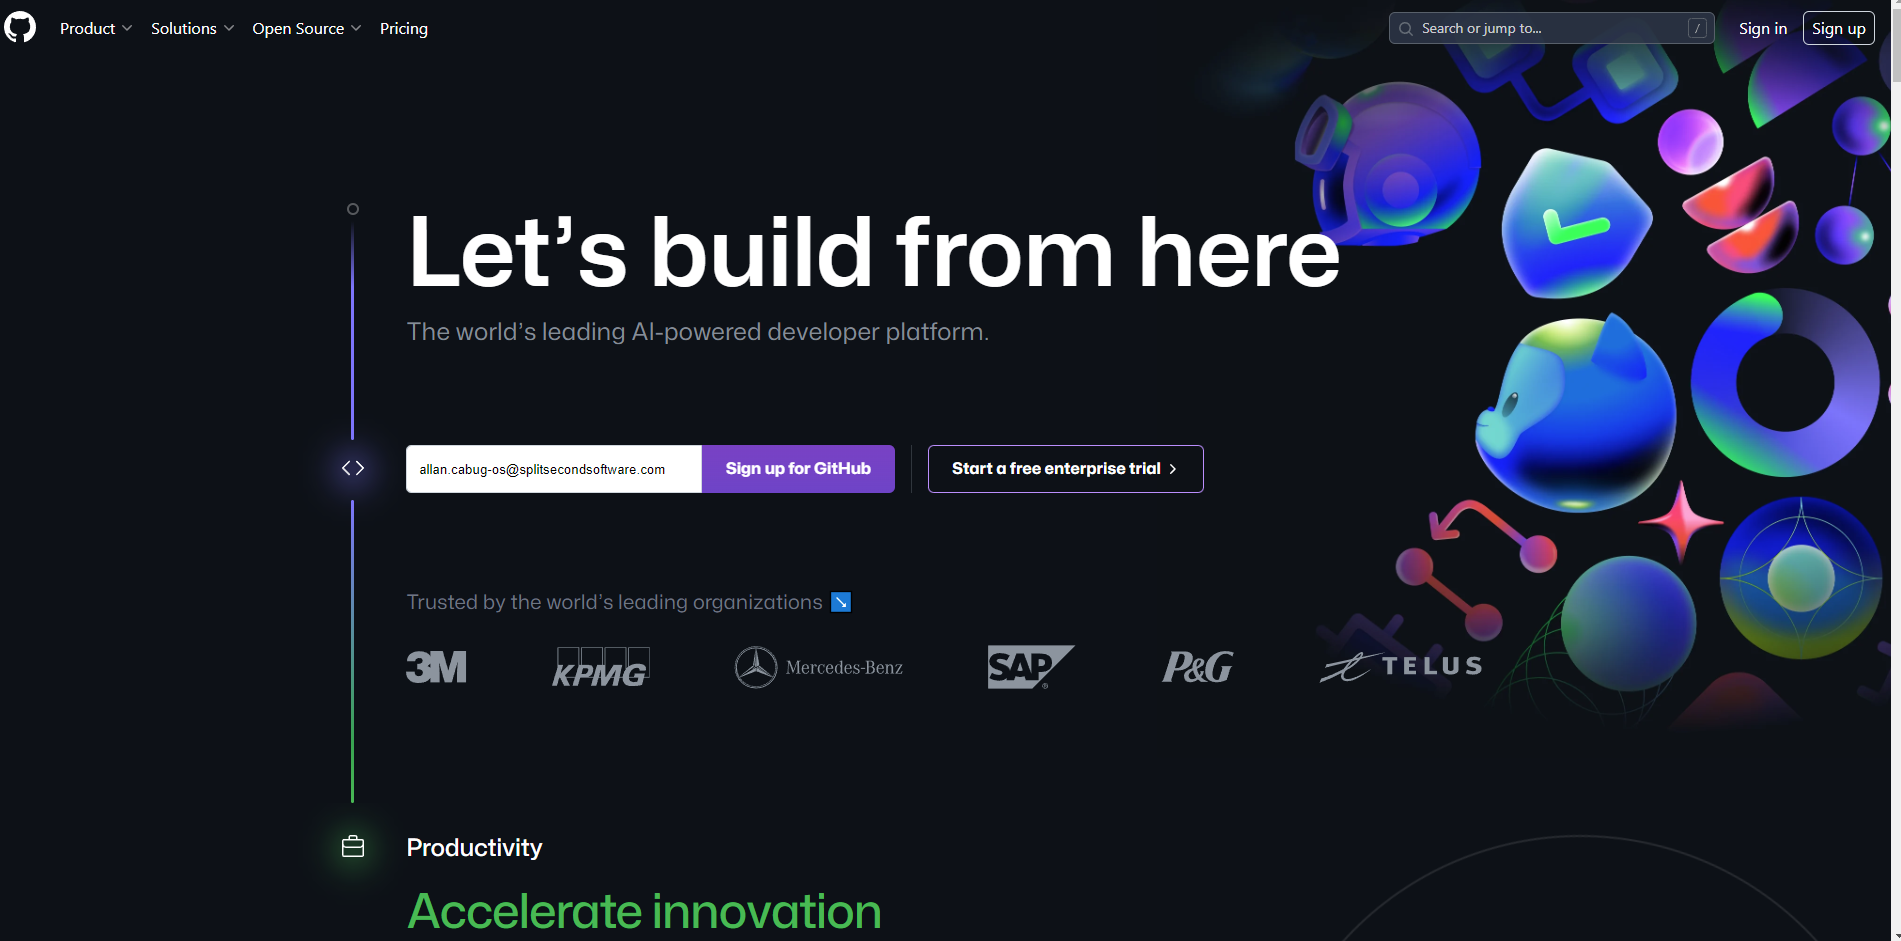 Product Solutions Open Source Pricing Search or jump to... / Sign in Sign up
Let’s build from here
The world’s leading AI-powered developer platform.
allan.cabug-os@splitsecondsoftware.com Sign up for GitHub Start a free enterprise trial
Trusted by the world’s leading organizations
3M KPMG Mercedes-Benz SAP® P&G TELUS
Productivity
Accelerate innovation